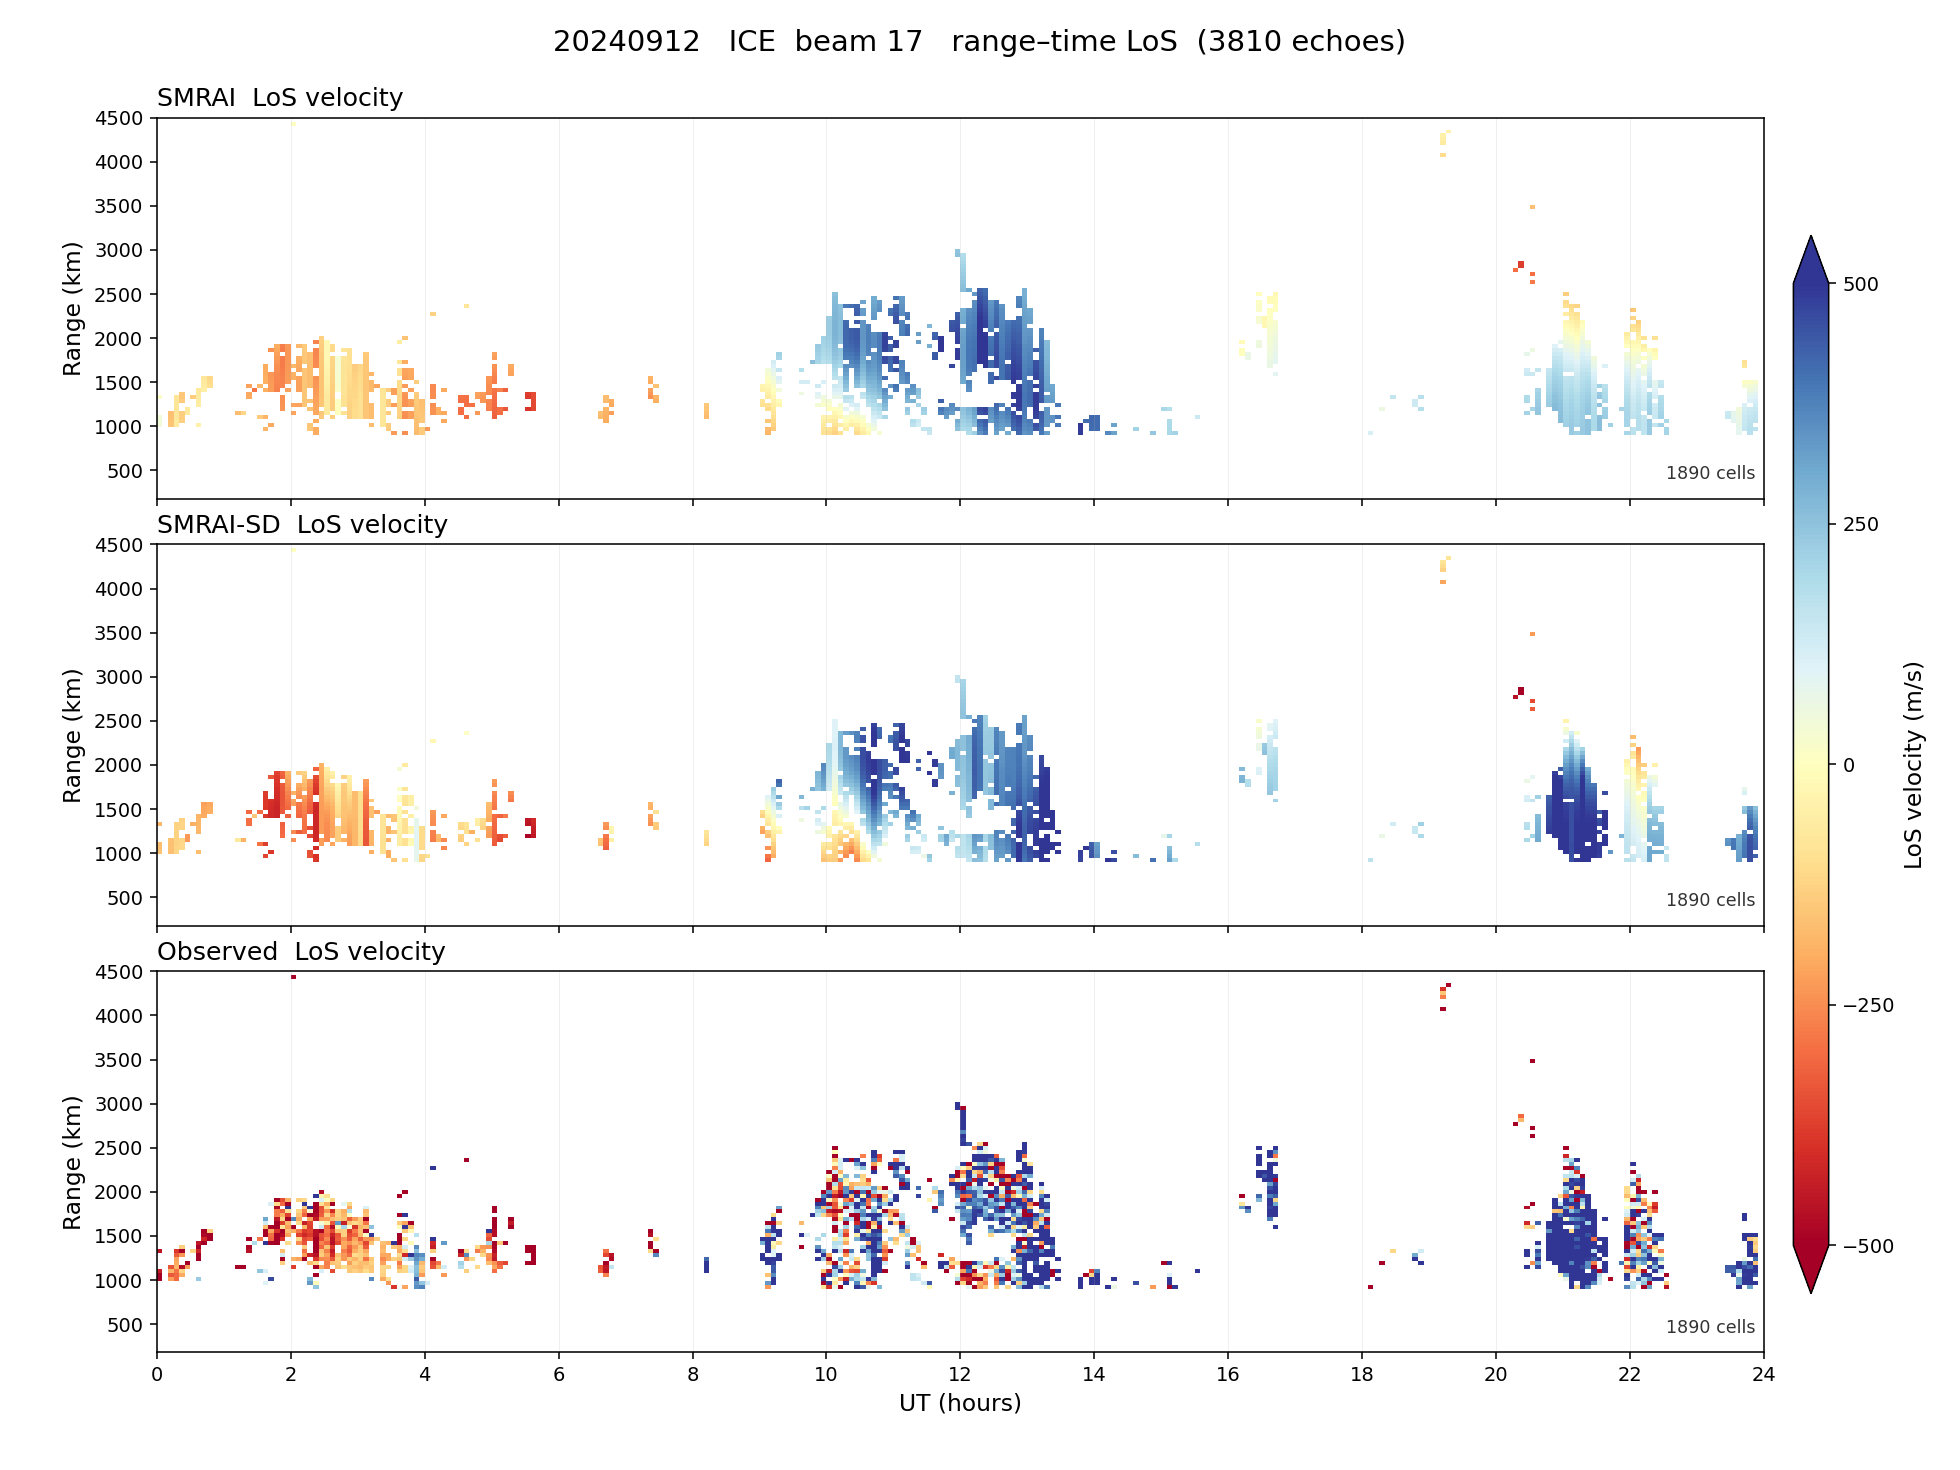 20240912   ICE  beam 17   range–time LoS  (3810 echoes)
SMRAI  LoS velocity
4500
4000
3500
3000
2500
2000
1500
1000
500
Range (km)
1890 cells
SMRAI-SD  LoS velocity
4500
4000
3500
3000
2500
2000
1500
1000
500
Range (km)
1890 cells
Observed  LoS velocity
4500
4000
3500
3000
2500
2000
1500
1000
500
Range (km)
1890 cells
0 2 4 6 8 10 12 14 16 18 20 22 24
UT (hours)
500
250
0
−250
−500
LoS velocity (m/s)